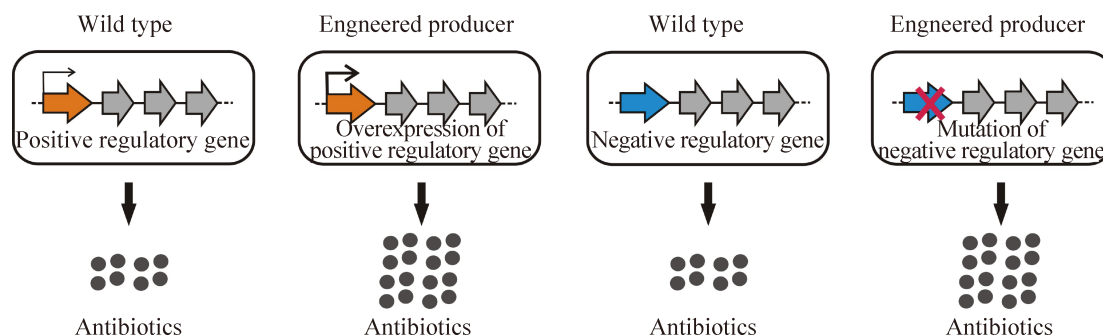 Wild type
Engneered producer
Wild type
Engneered producer
Positive regulatory gene
Overexpression of
positive regulatory gene
Negative regulatory gene
Mutation of
negative regulatory gene
Antibiotics
Antibiotics
Antibiotics
Antibiotics